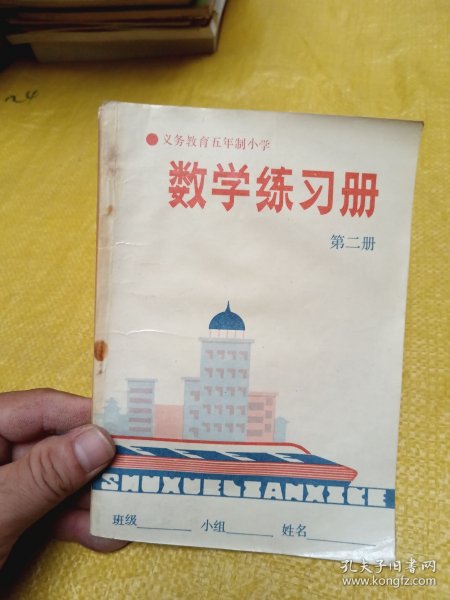 义务教育五年制小学
数学练习册
第二册
SHUXUELIANXICE
班级 小组 姓名
孔夫子旧书网
www.kongfz.com